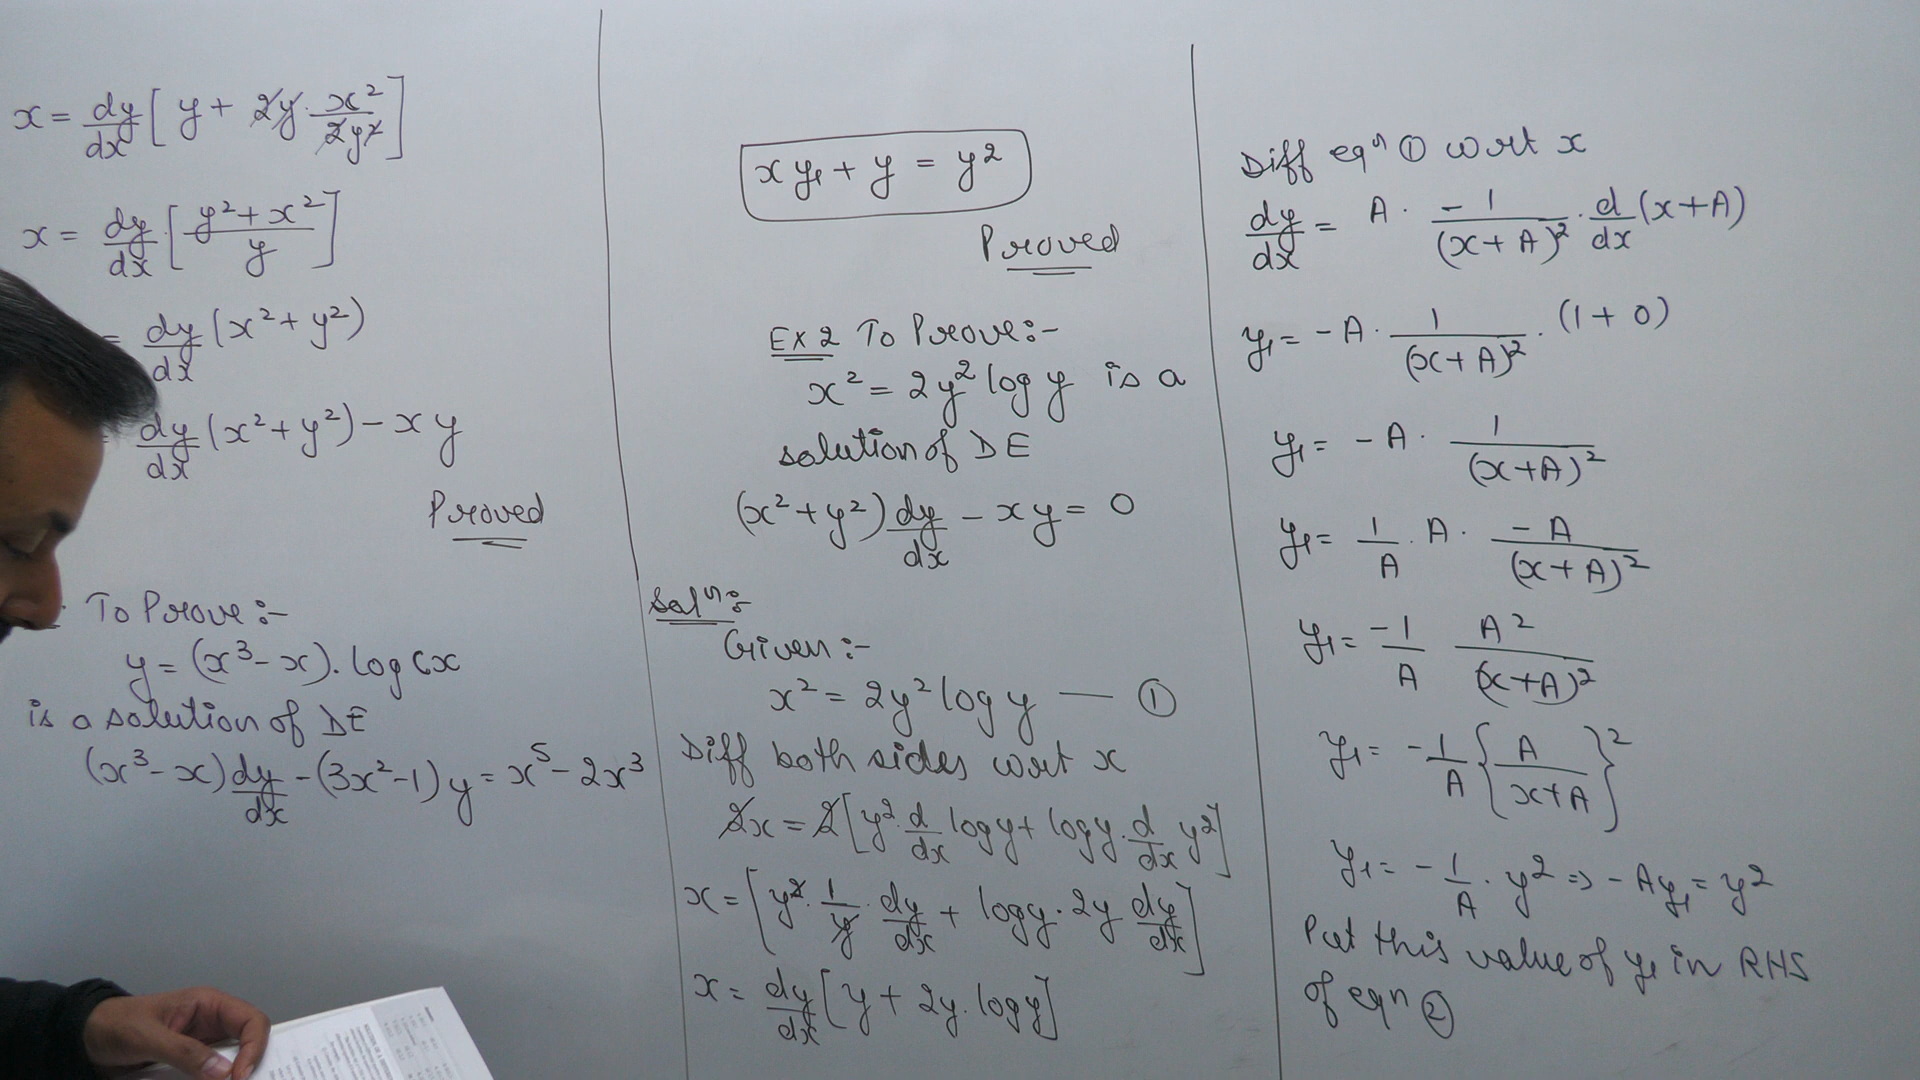 x = dy/dx [ y + 2y · x²/2y² ]
x = dy/dx · [ (y² + x²)/y ]
= dy/dx (x² + y²)
= dy/dx (x² + y²) - xy
Proved
To Prove :-
y = (x³ - x) . log Cx
is a solution of DE
(x³ - x) dy/dx - (3x² - 1) y = x⁵ - 2x³
x y₁ + y = y²
Proved
EX 2 To Prove :-
x² = 2y² log y is a
solution of DE
(x² + y²) dy/dx - xy = 0
Solⁿ :-
Given :-
x² = 2y² log y — ①
Diff both sides wrt x
2x = 2 [ y² · d/dx log y + log y · d/dx y² ]
x = [ y² · 1/y · dy/dx + log y · 2y dy/dx ]
x = dy/dx [ y + 2y . log y ]
Diff eqⁿ ① wrt x
dy/dx = A · -1/(x + A)² · d/dx (x + A)
y₁ = - A · 1/(x + A)² · (1 + 0)
y₁ = - A · 1/(x + A)²
y₁ = 1/A · A · -A/(x + A)²
y₁ = -1/A A²/(x + A)²
y₁ = - 1/A { A/(x + A) }²
y₁ = - 1/A · y² => - A y₁ = y²
Put this value of y₁ in RHS
of eqn ②